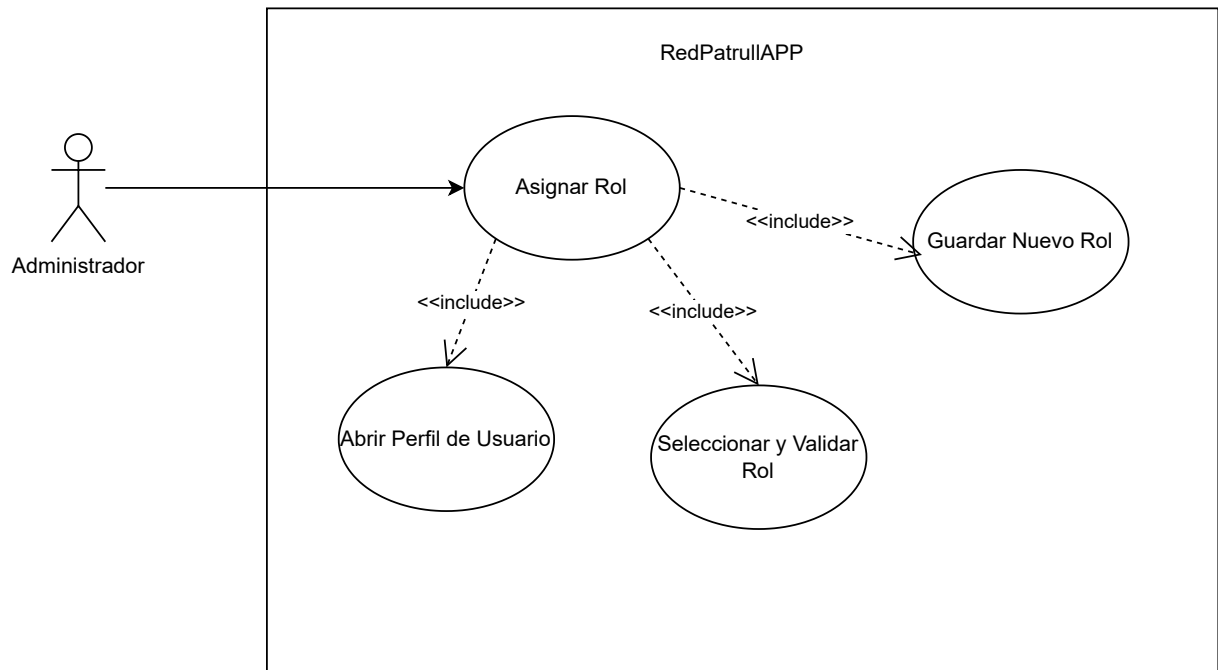 RedPatrullAPP
Asignar Rol
Administrador
<<include>>
Guardar Nuevo Rol
<<include>>
<<include>>
Abrir Perfil de Usuario
Seleccionar y Validar
Rol